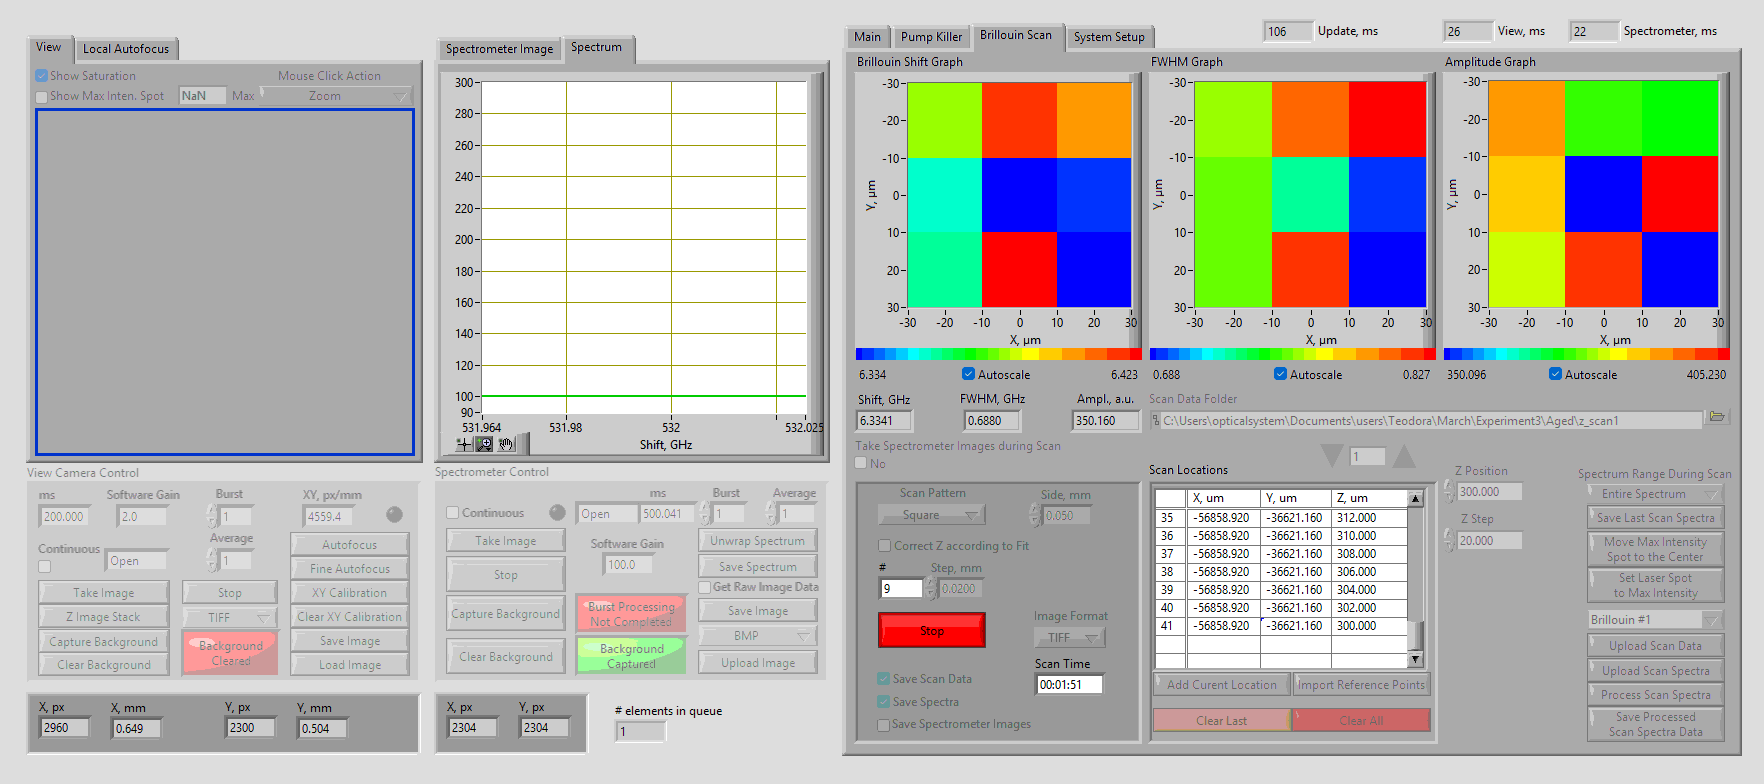 View
Local Autofocus
Show Saturation
Mouse Click Action
Show Max Inten. Spot
NaN
Max
Zoom
View Camera Control
ms
Software Gain
Burst
XY, px/mm
200.000
2.0
1
4559.4
Continuous
Open
Average
1
Autofocus
Fine Autofocus
Take Image
Stop
XY Calibration
Z Image Stack
TIFF
Clear XY Calibration
Capture Background
Background
Cleared
Save Image
Clear Background
Load Image
X, px
X, mm
Y, px
Y, mm
2960
0.649
2300
0.504
Spectrometer Image
Spectrum
300
280
260
240
220
200
180
160
140
120
100
90
531.964
531.98
532
532.025
Shift, GHz
Spectrometer Control
ms
Burst
Average
Continuous
Open
500.041
1
1
Take Image
Software Gain
Unwrap Spectrum
Stop
100.0
Save Spectrum
Get Raw Image Data
Capture Background
Burst Processing
Not Completed
Save Image
BMP
Clear Background
Background
Captured
Upload Image
X, px
Y, px
2304
2304
# elements in queue
1
106
Update, ms
26
View, ms
22
Spectrometer, ms
Main
Pump Killer
Brillouin Scan
System Setup
Brillouin Shift Graph
-30
-20
-10
0
10
20
30
Y, µm
-30
-20
-10
0
10
20
30
X, µm
6.334
Autoscale
6.423
FWHM Graph
-30
-20
-10
0
10
20
30
Y, µm
-30
-20
-10
0
10
20
30
X, µm
0.688
Autoscale
0.827
Amplitude Graph
-30
-20
-10
0
10
20
30
Y, µm
-30
-20
-10
0
10
20
30
X, µm
350.096
Autoscale
405.230
Shift, GHz
FWHM, GHz
Ampl., a.u.
6.3341
0.6880
350.160
Scan Data Folder
C:\Users\opticalsystem\Documents\users\Teodora\March\Experiment3\Aged\z_scan1
Take Spectrometer Images during Scan
No
Scan Pattern
Side, mm
Square
0.050
Correct Z according to Fit
#
Step, mm
9
0.0200
Stop
Image Format
TIFF
Scan Time
00:01:51
Save Scan Data
Save Spectra
Save Spectrometer Images
Scan Locations
1
X, um
Y, um
Z, um
35 -56858.920 -36621.160 312.000
36 -56858.920 -36621.160 310.000
37 -56858.920 -36621.160 308.000
38 -56858.920 -36621.160 306.000
39 -56858.920 -36621.160 304.000
40 -56858.920 -36621.160 302.000
41 -56858.920 -36621.160 300.000
Add Curent Location
Import Reference Points
Clear Last
Clear All
Z Position
300.000
Z Step
20.000
Spectrum Range During Scan
Entire Spectrum
Save Last Scan Spectra
Move Max Intensity
Spot to the Center
Set Laser Spot
to Max Intensity
Brillouin #1
Upload Scan Data
Upload Scan Spectra
Process Scan Spectra
Save Processed
Scan Spectra Data